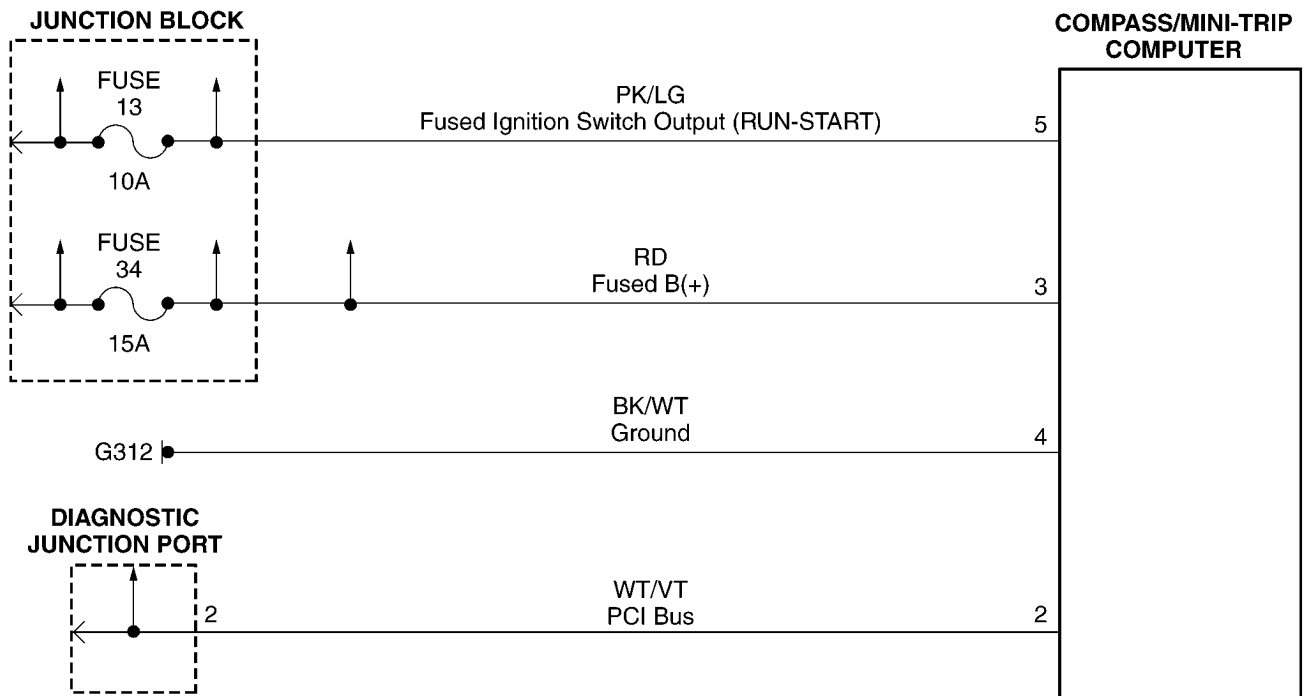 JUNCTION BLOCK
FUSE
13
10A
FUSE
34
15A
G312
DIAGNOSTIC
JUNCTION PORT
2
PK/LG
Fused Ignition Switch Output (RUN-START)
RD
Fused B(+)
BK/WT
Ground
WT/VT
PCI Bus
COMPASS/MINI-TRIP
COMPUTER
5
3
4
2